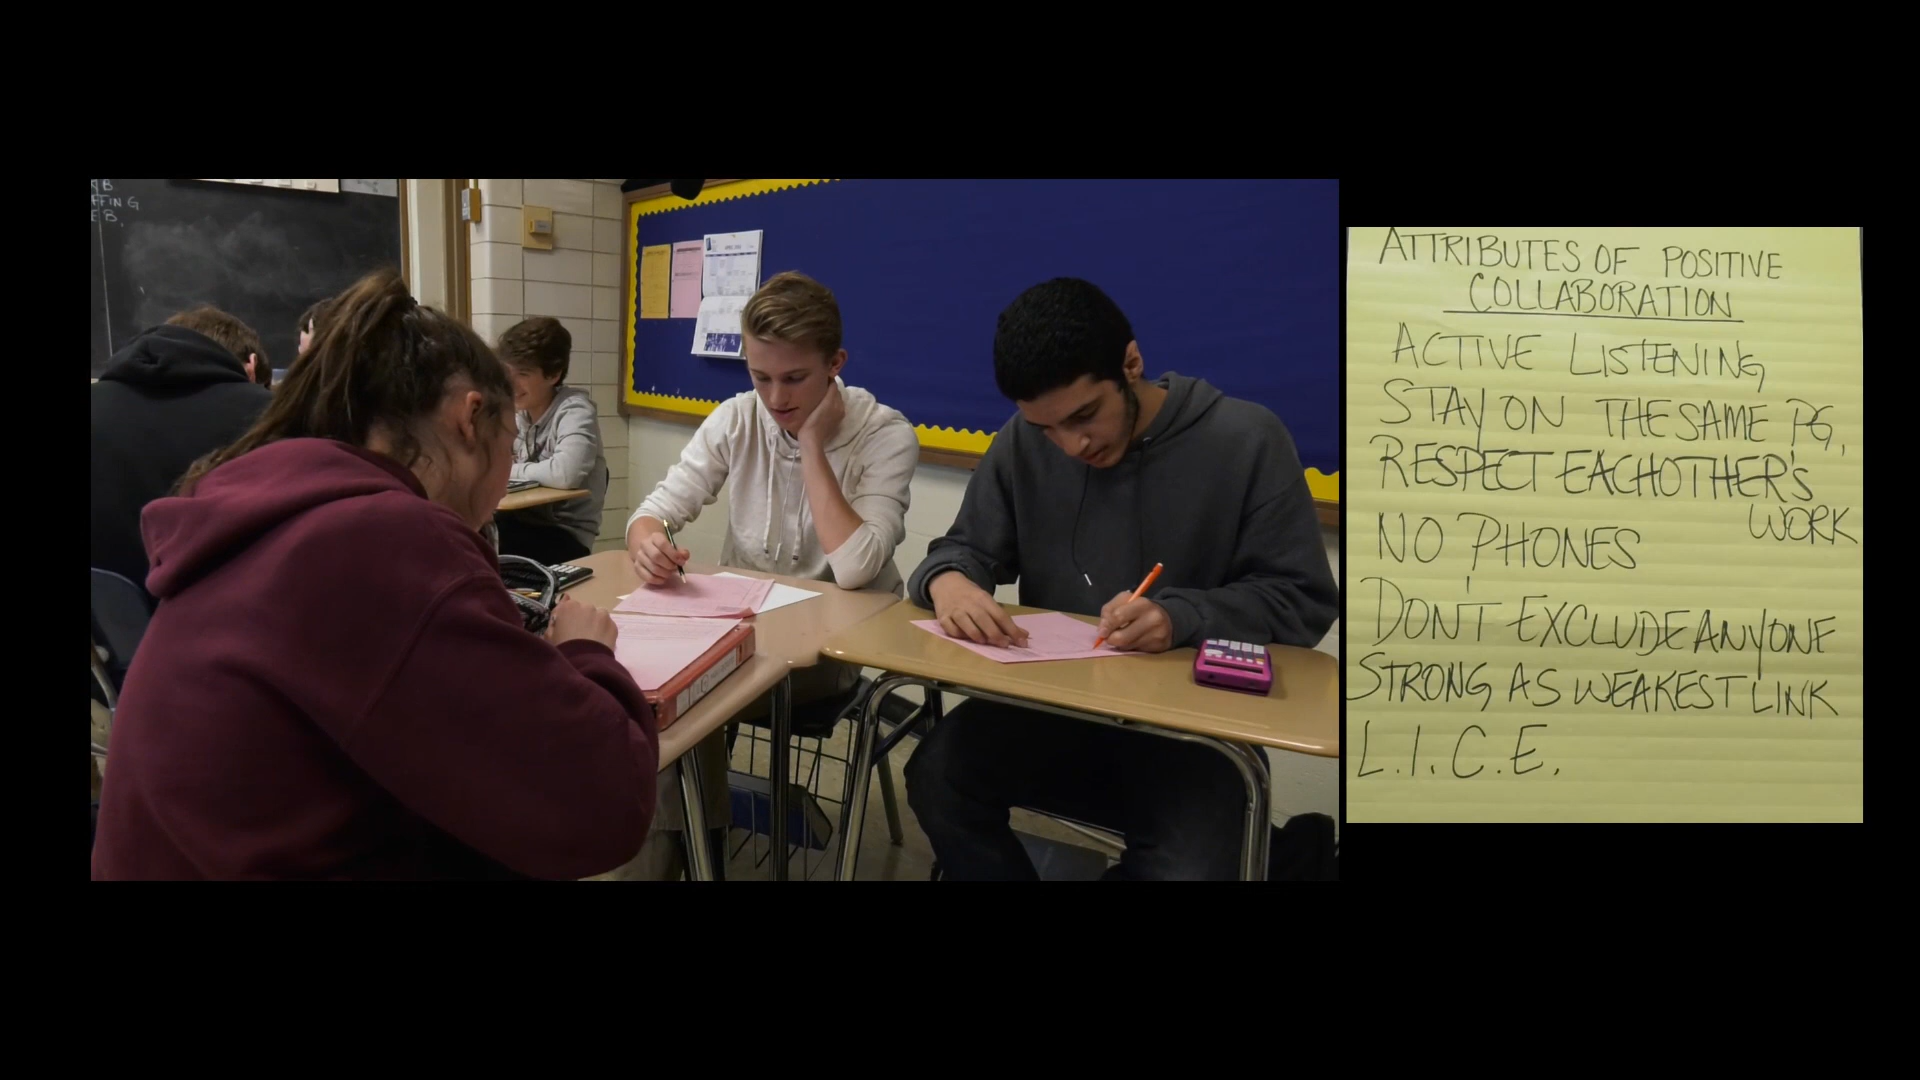 FFING
E B.
ATTRIBUTES OF POSITIVE
COLLABORATION
ACTIVE LISTENING
STAY ON THE SAME PG.
RESPECT EACHOTHER'S
WORK
NO PHONES
DON'T EXCLUDE ANYONE
STRONG AS WEAKEST LINK
L.I.C.E.